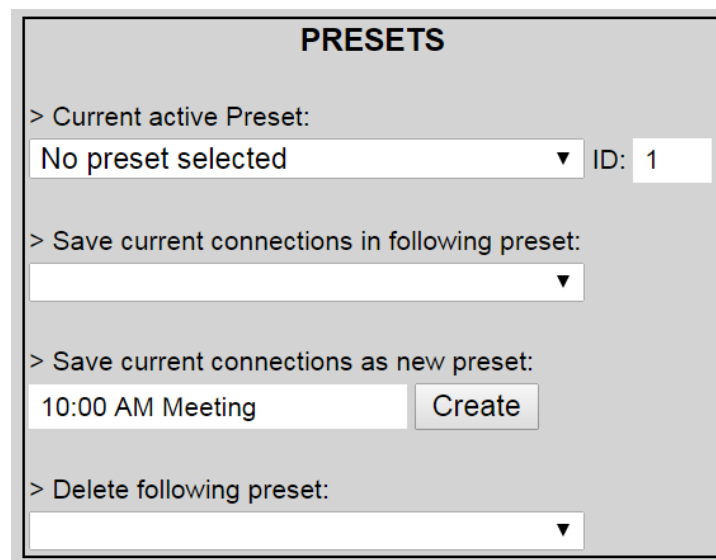 PRESETS
> Current active Preset:
No preset selected ▼ ID: 1
> Save current connections in following preset:
▼
> Save current connections as new preset:
10:00 AM Meeting Create
> Delete following preset:
▼